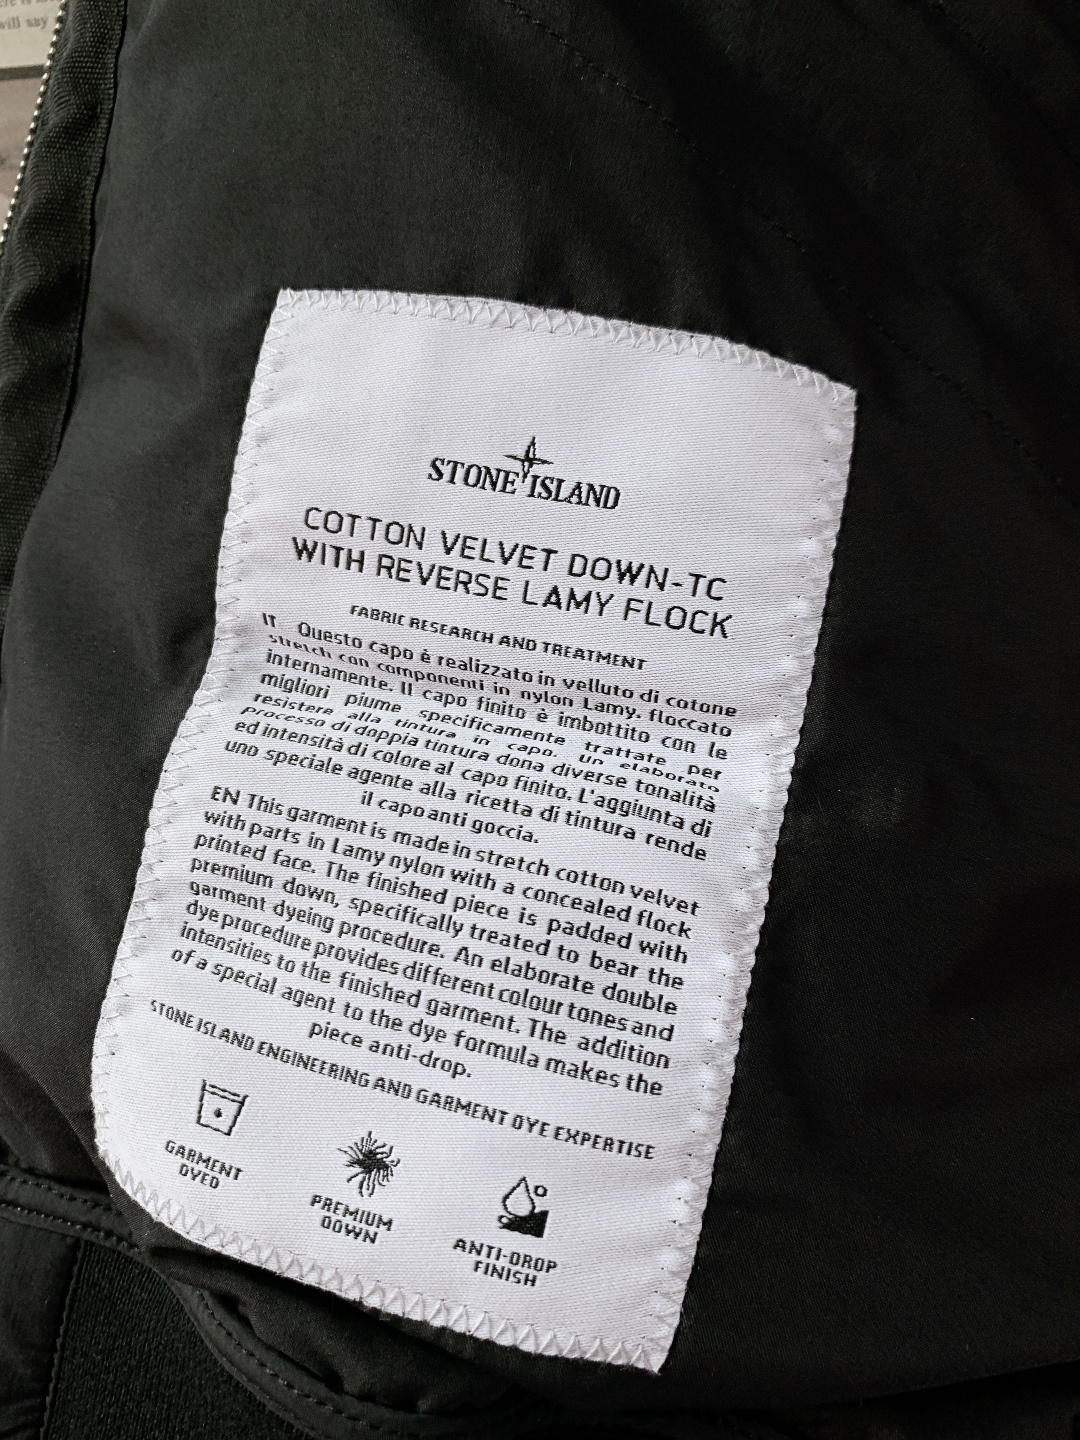 will say
STONE ISLAND
COTTON VELVET DOWN-TC
WITH REVERSE LAMY FLOCK
FABRIC RESEARCH AND TREATMENT
IT Questo capo è realizzato in velluto di cotone
stretch con componenti in nylon Lamy, floccato
internamente. Il capo finito è imbottito con le
migliori piume specificamente trattate per
resistere alla tintura in capo. Un elaborato
processo di doppia tintura dona diverse tonalità
ed intensità di colore al capo finito. L'aggiunta di
uno speciale agente alla ricetta di tintura rende
il capo anti goccia.
EN This garment is made in stretch cotton velvet
with parts in Lamy nylon with a concealed flock
printed face. The finished piece is padded with
premium down, specifically treated to bear the
garment dyeing procedure. An elaborate double
dye procedure provides different colour tones and
intensities to the finished garment. The addition
of a special agent to the dye formula makes the
piece anti-drop.
STONE ISLAND ENGINEERING AND GARMENT DYE EXPERTISE
GARMENT
DYED
PREMIUM
DOWN
ANTI-DROP
FINISH